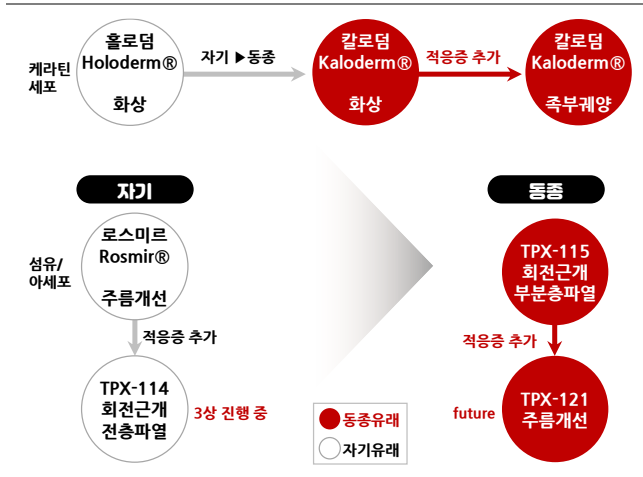 케라틴
세포
홀로덤
Holoderm®
화상
자기 ▶동종
칼로덤
Kaloderm®
화상
적응증 추가
칼로덤
Kaloderm®
족부궤양
자기
동종
섬유/
아세포
로스미르
Rosmir®
주름개선
적응증 추가
TPX-114
회전근개
전층파열
3상 진행 중
TPX-115
회전근개
부분층파열
적응증 추가
future
TPX-121
주름개선
동종유래
자기유래